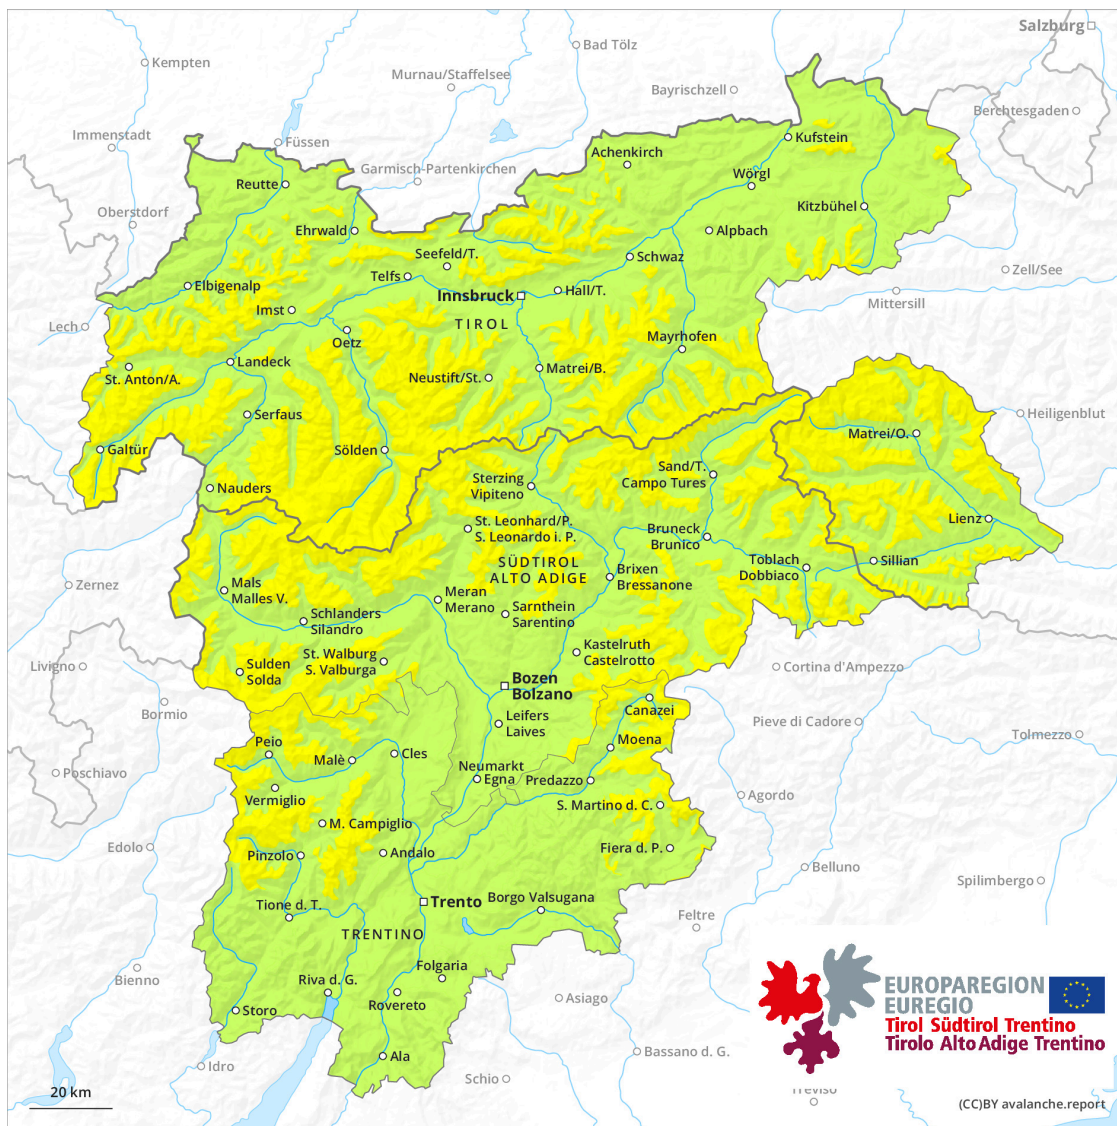 Salzburg
Bad Tölz
Kempten
Murnau/Staffelsee
Bayrischzell
Berchtesgaden
Immenstadt
Füssen
Kufstein
Achenkirch
Garmisch-Partenkirchen
Wörgl
Reutte
Oberstdorf
Kitzbühel
Ehrwald
Alpbach
Seefeld/T.
Schwaz
Telfs
Zell/See
Elbigenalp
Hall/T.
Innsbruck
Mittersill
Imst
TIROL
Lech
Oetz
Mayrhofen
Landeck
Matrei/B.
St. Anton/A.
Neustift/St.
Serfaus
Heiligenblut
Matrei/O.
Galtür
Sölden
Sand/T.
Campo Tures
Sterzing
Vipiteno
Nauders
Lienz
St. Leonhard/P.
S. Leonardo i. P.
Bruneck
Brunico
SÜDTIROL
ALTO ADIGE
Toblach
Dobbiaco
Sillian
Brixen
Bressanone
Zernez
Mals
Malles V.
Meran
Merano
Sarnthein
Sarentino
Schlanders
Silandro
Kastelruth
Castelrotto
St. Walburg
S. Valburga
Livigno
Sulden
Solda
Cortina d'Ampezzo
Bozen
Bolzano
Bormio
Canazei
Leifers
Laives
Pieve di Cadore
Tolmezzo
Peio
Moena
Malè
Cles
Neumarkt
Egna
Poschiavo
Predazzo
Vermiglio
Agordo
S. Martino d. C.
M. Campiglio
Edolo
Pinzolo
Andalo
Fiera d. P.
Belluno
Spilimbergo
Trento
Borgo Valsugana
Tione d. T.
Feltre
TRENTINO
Folgaria
Bienno
Riva d. G.
Rovereto
Asiago
Storo
EUROPAREGION
EUREGIO
Tirol Südtirol Trentino
Tirolo Alto Adige Trentino
Ala
Bassano d. G.
Idro
Schio
Treviso
20 km
(CC)BY avalanche.report